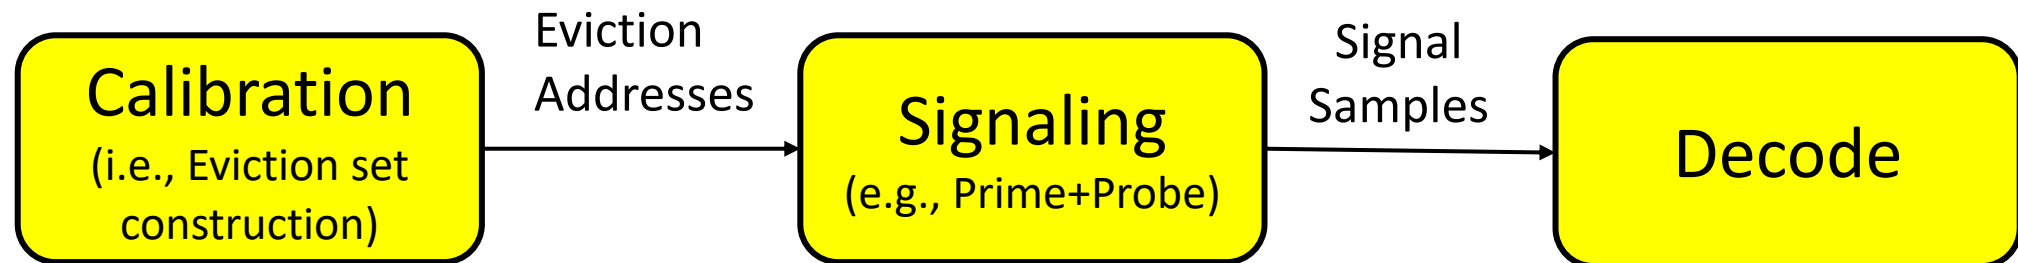 Calibration
(i.e., Eviction set
construction)
Eviction
Addresses
Signaling
(e.g., Prime+Probe)
Signal
Samples
Decode